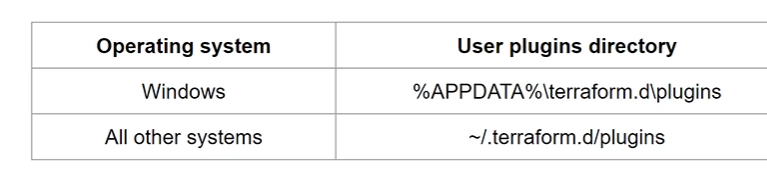 Operating system User plugins directory
Windows %APPDATA%\terraform.d\plugins
All other systems ~/.terraform.d/plugins